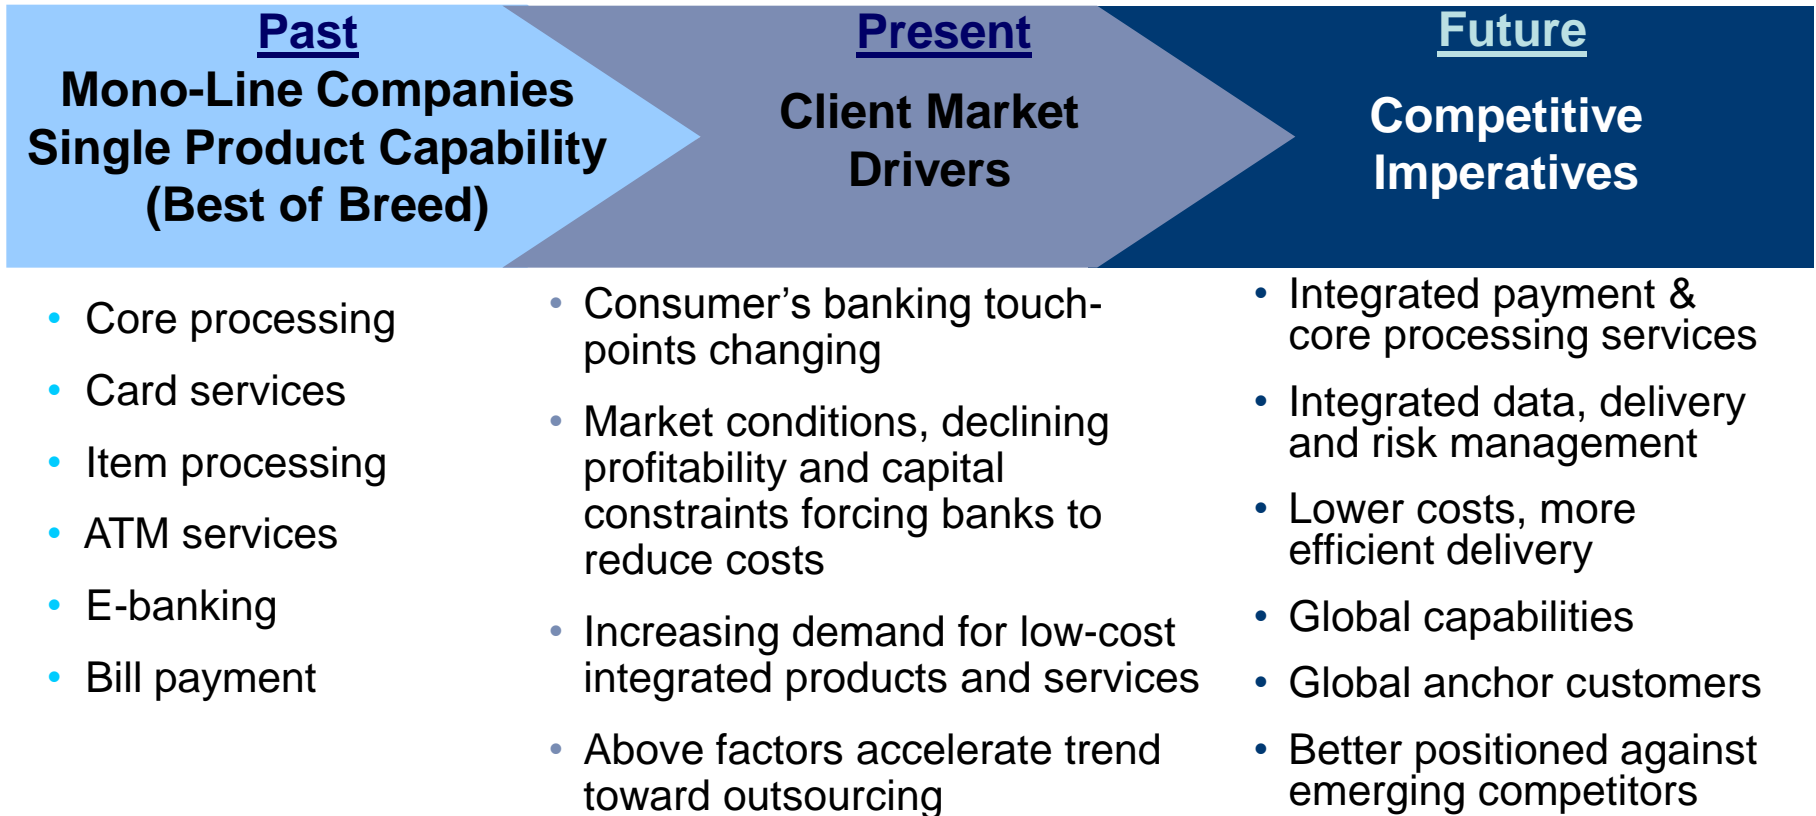 Past
Mono-Line Companies
Single Product Capability
(Best of Breed)
• Core processing
• Card services
• Item processing
• ATM services
• E-banking
• Bill payment
Present
Client Market
Drivers
• Consumer’s banking touch-
points changing
• Market conditions, declining
profitability and capital
constraints forcing banks to
reduce costs
• Increasing demand for low-cost
integrated products and services
• Above factors accelerate trend
toward outsourcing
Future
Competitive
Imperatives
• Integrated payment &
core processing services
• Integrated data, delivery
and risk management
• Lower costs, more
efficient delivery
• Global capabilities
• Global anchor customers
• Better positioned against
emerging competitors